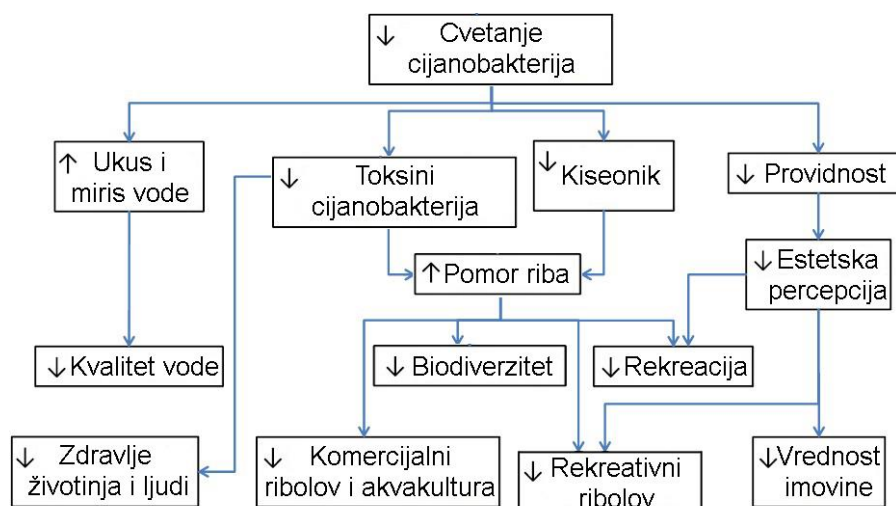 ↓ Cvetanje
cijanobakterija
↑ Ukus i
miris vode
↓ Toksini
cijanobakterija
↓ Kiseonik
↓ Providnost
↑ Pomor riba
↓ Estetska
percepcija
↓ Kvalitet vode
↓ Biodiverzitet
↓ Rekreacija
↓ Zdravlje
životinja i ljudi
↓ Komercijalni
ribolov i akvakultura
↓ Rekreativni
ribolov
↓ Vrednost
imovine